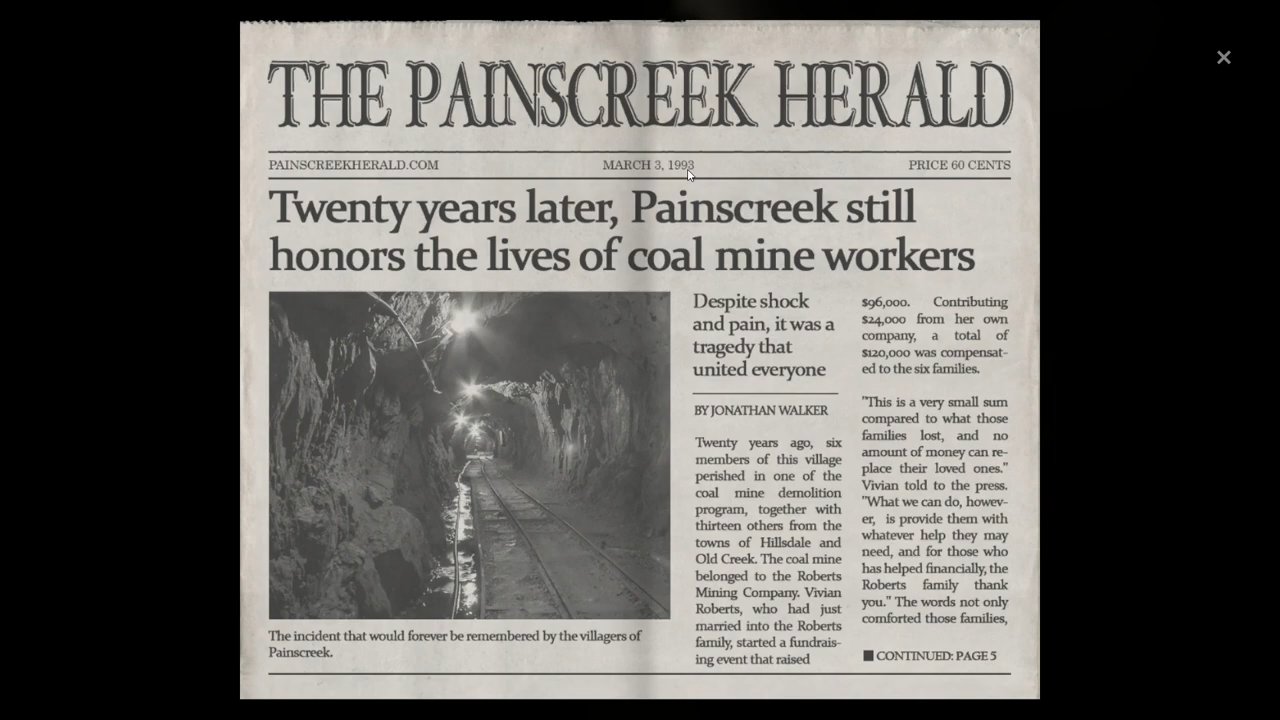 THE PAINSCREEK HERALD
PAINSCREEKHERALD.COM
MARCH 3, 1993
PRICE 60 CENTS
Twenty years later, Painscreek still
honors the lives of coal mine workers
The incident that would forever be remembered by the villagers of
Painscreek.
Despite shock
and pain, it was a
tragedy that
united everyone
BY JONATHAN WALKER
Twenty years ago, six
members of this village
perished in one of the
coal mine demolition
program, together with
thirteen others from the
towns of Hillsdale and
Old Creek. The coal mine
belonged to the Roberts
Mining Company. Vivian
Roberts, who had just
married into the Roberts
family, started a fundrais-
ing event that raised
$96,000. Contributing
$24,000 from her own
company, a total of
$120,000 was compensat-
ed to the six families.
"This is a very small sum
compared to what those
families lost, and no
amount of money can re-
place their loved ones."
Vivian told to the press.
"What we can do, howev-
er, is provide them with
whatever help they may
need, and for those who
has helped financially, the
Roberts family thank
you." The words not only
comforted those families,
CONTINUED: PAGE 5